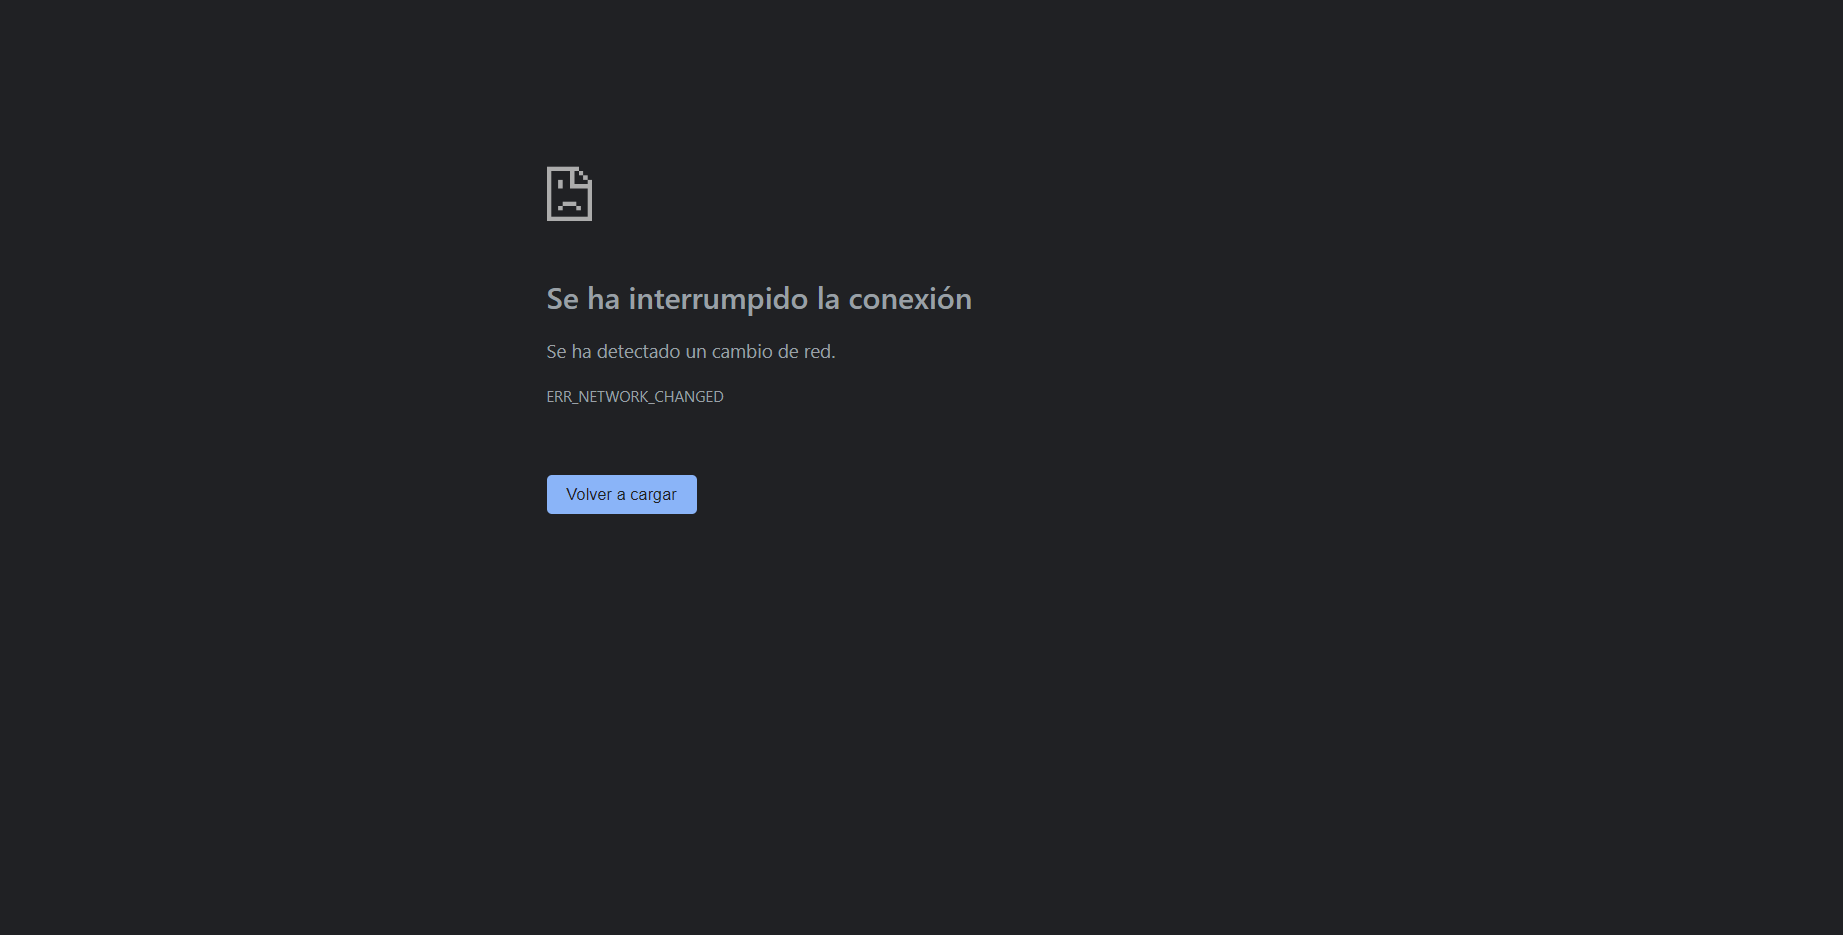 Se ha interrumpido la conexión
Se ha detectado un cambio de red.
ERR_NETWORK_CHANGED
Volver a cargar